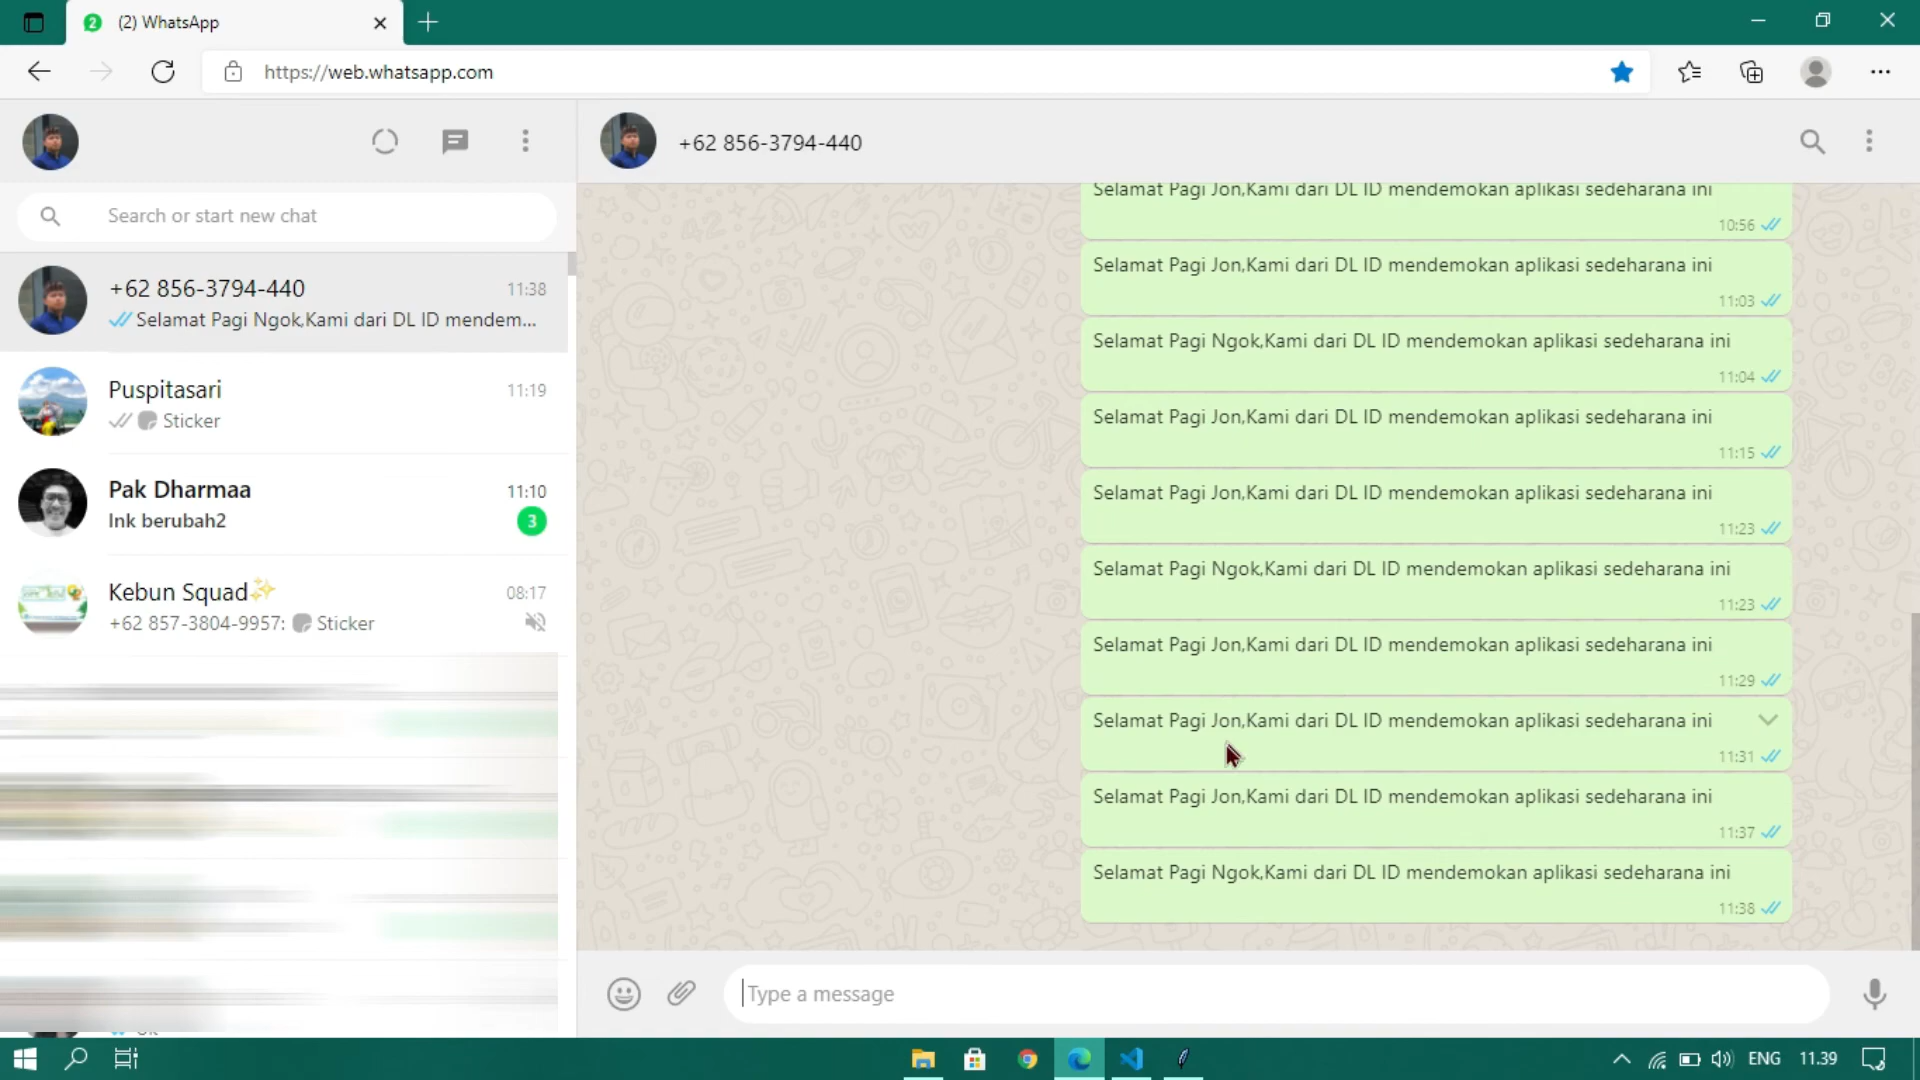 2
(2) WhatsApp
https://web.whatsapp.com
+62 856-3794-440
Search or start new chat
+62 856-3794-440
11:38
Selamat Pagi Ngok,Kami dari DL ID mendem...
Puspitasari
11:19
Sticker
Pak Dharmaa
11:10
Ink berubah2
3
Kebun Squad✨
08:17
+62 857-3804-9957: Sticker
Selamat Pagi Jon,Kami dari DL ID mendemokan aplikasi sedeharana ini
10:56
Selamat Pagi Jon,Kami dari DL ID mendemokan aplikasi sedeharana ini
11:03
Selamat Pagi Ngok,Kami dari DL ID mendemokan aplikasi sedeharana ini
11:04
Selamat Pagi Jon,Kami dari DL ID mendemokan aplikasi sedeharana ini
11:15
Selamat Pagi Jon,Kami dari DL ID mendemokan aplikasi sedeharana ini
11:23
Selamat Pagi Ngok,Kami dari DL ID mendemokan aplikasi sedeharana ini
11:23
Selamat Pagi Jon,Kami dari DL ID mendemokan aplikasi sedeharana ini
11:29
Selamat Pagi Jon,Kami dari DL ID mendemokan aplikasi sedeharana ini
11:31
Selamat Pagi Jon,Kami dari DL ID mendemokan aplikasi sedeharana ini
11:37
Selamat Pagi Ngok,Kami dari DL ID mendemokan aplikasi sedeharana ini
11:38
Type a message
ENG
11.39